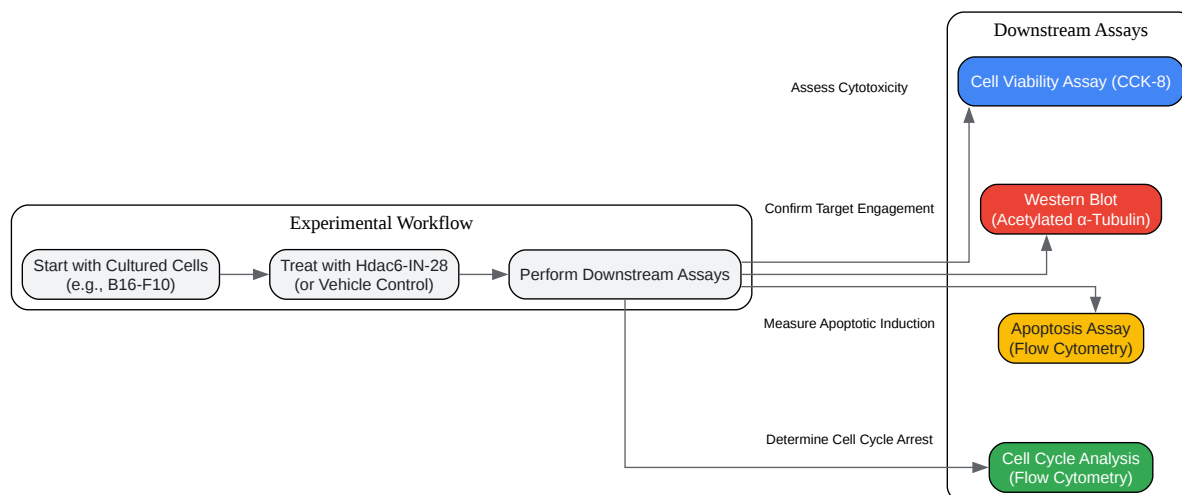 Downstream Assays
Cell Viability Assay (CCK-8)
Assess Cytotoxicity
Western Blot
(Acetylated α-Tubulin)
Confirm Target Engagement
Experimental Workflow
Start with Cultured Cells
(e.g., B16-F10)
Treat with Hdac6-IN-28
(or Vehicle Control)
Perform Downstream Assays
Measure Apoptotic Induction
Apoptosis Assay
(Flow Cytometry)
Determine Cell Cycle Arrest
Cell Cycle Analysis
(Flow Cytometry)